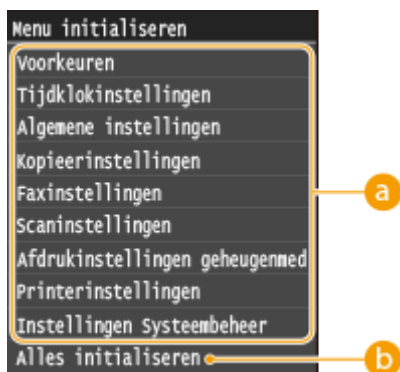 Menu initialiseren
Voorkeuren
Tijdklokinstellingen
Algemene instellingen
Kopieerinstellingen
Faxinstellingen
Scaninstellingen
Afdrukinstellingen geheugenmed
Printerinstellingen
Instellingen Systeembeheer
Alles initialiseren
a
b